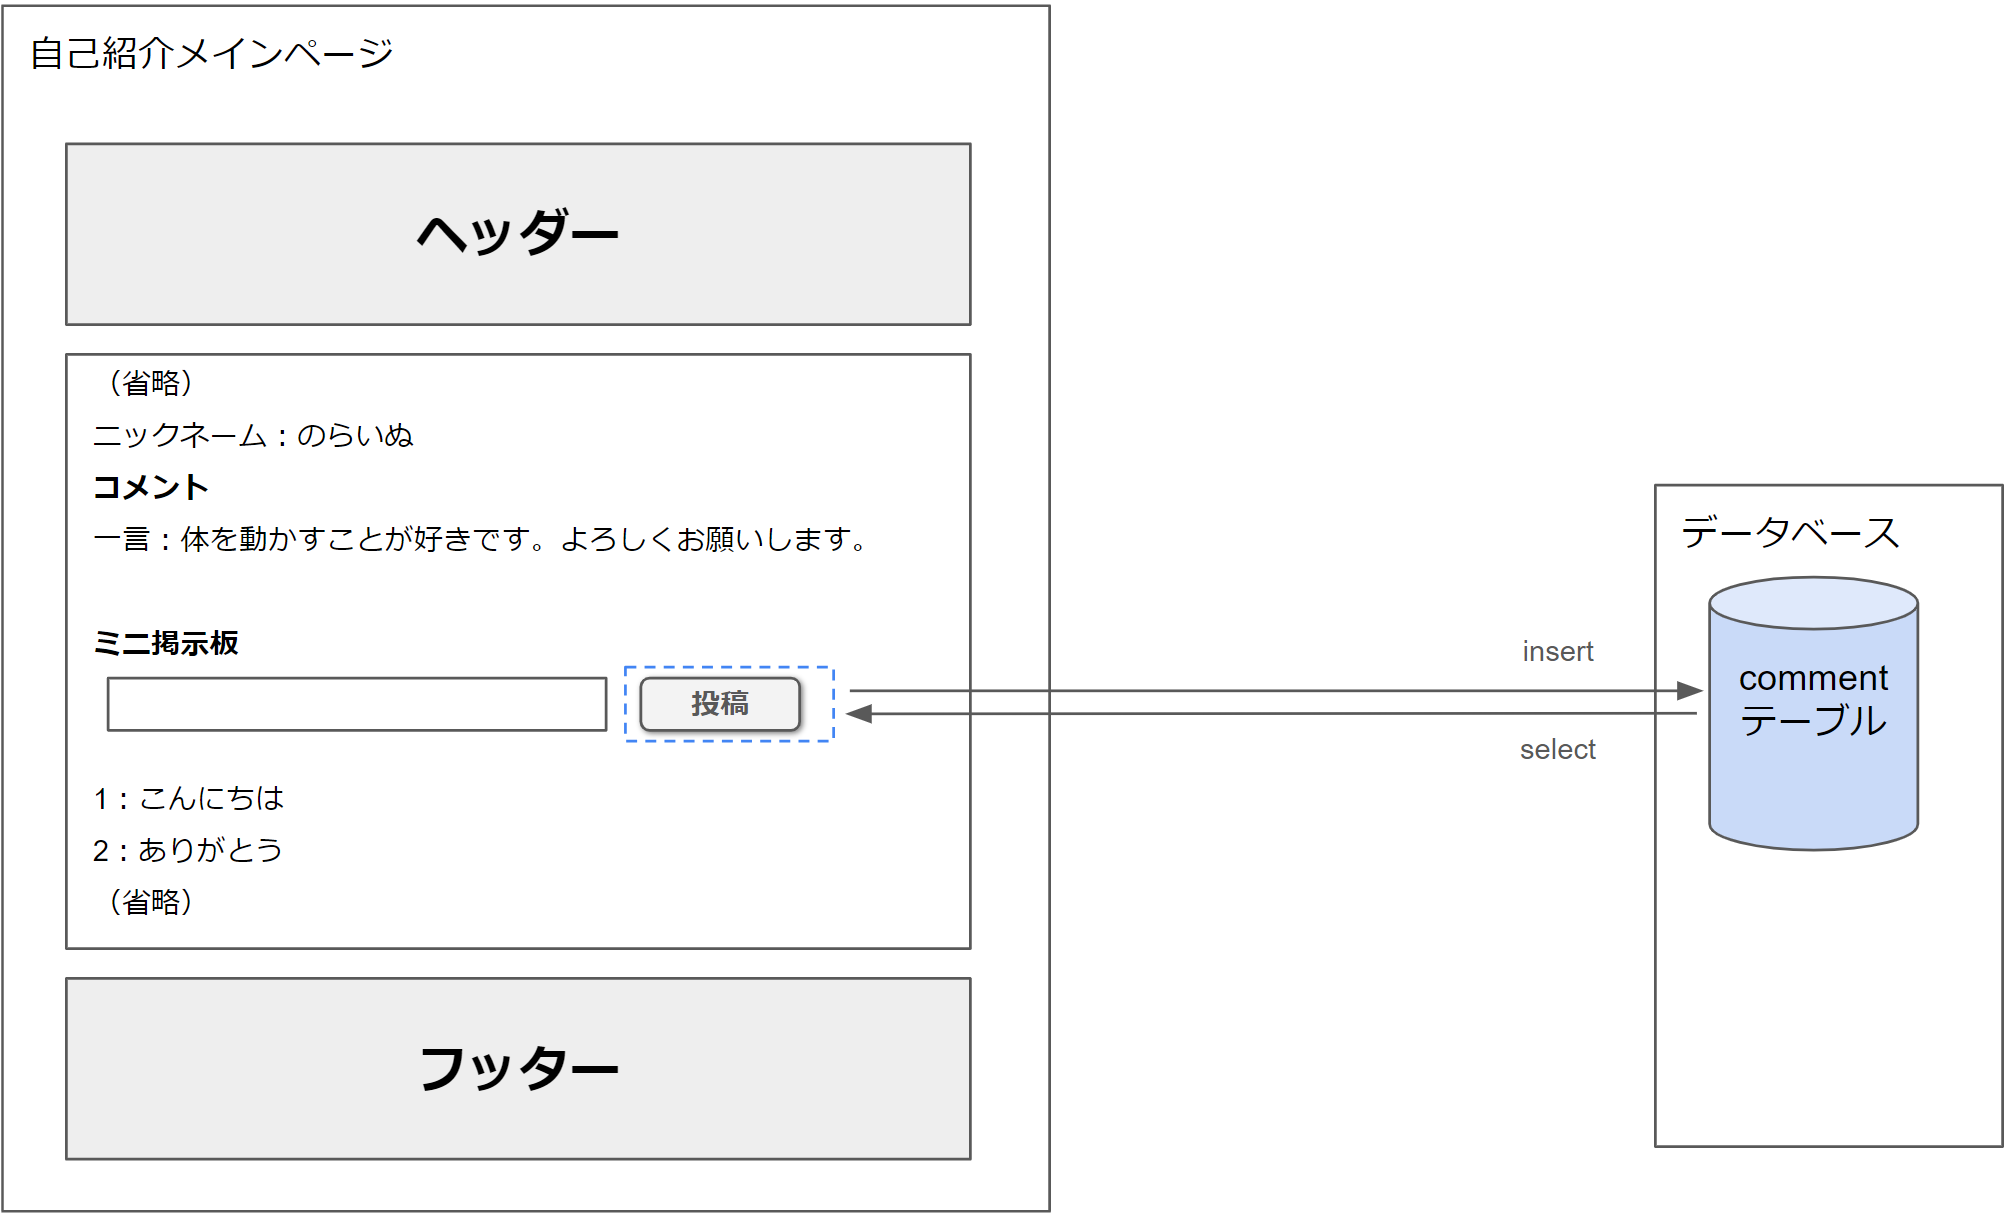 自己紹介メインページ
ヘッダー
（省略）
ニックネーム：のらいぬ
コメント
一言：体を動かすことが好きです。よろしくお願いします。
ミニ掲示板
投稿
1：こんにちは
2：ありがとう
（省略）
フッター
insert
select
データベース
comment
テーブル